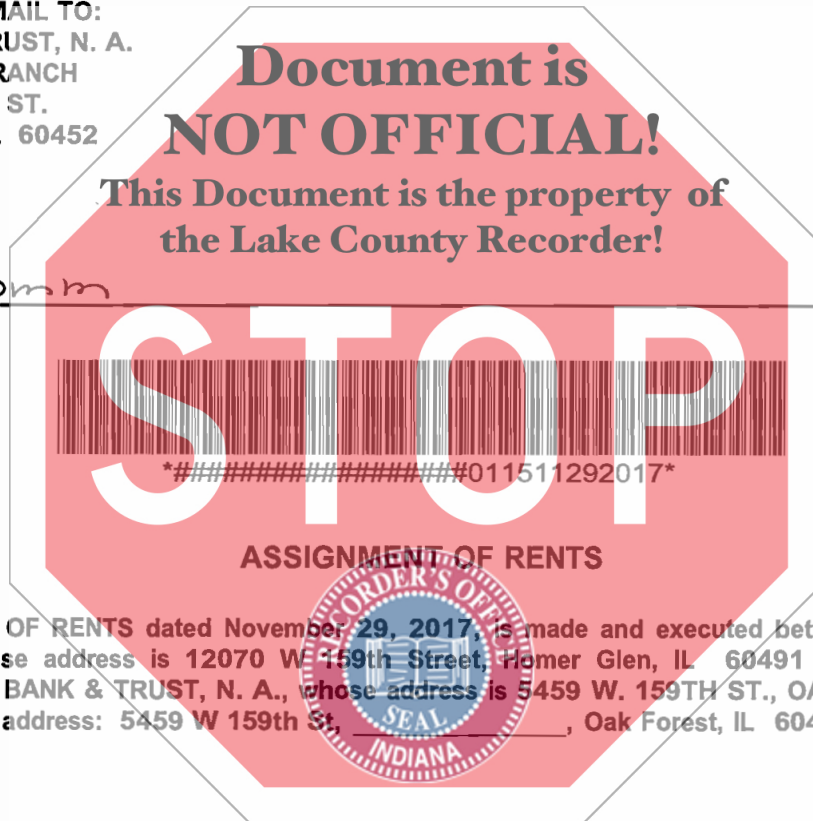 MAIL TO:
RUST, N. A.
RANCH
ST.
60452
Document is
NOT OFFICIAL!
This Document is the property of
the Lake County Recorder!
STOP
*##################011511292017*
ASSIGNMENT OF RENTS
RECORDER'S OFFICE
OF RENTS dated November 29, 2017, is made and executed bet
se address is 12070 W 159th Street, Homer Glen, IL 60491
BANK & TRUST, N. A., whose address is 5459 W. 159TH ST., OA
address: 5459 W 159th St, ____________________, Oak Forest, IL 604
SEAL
INDIANA